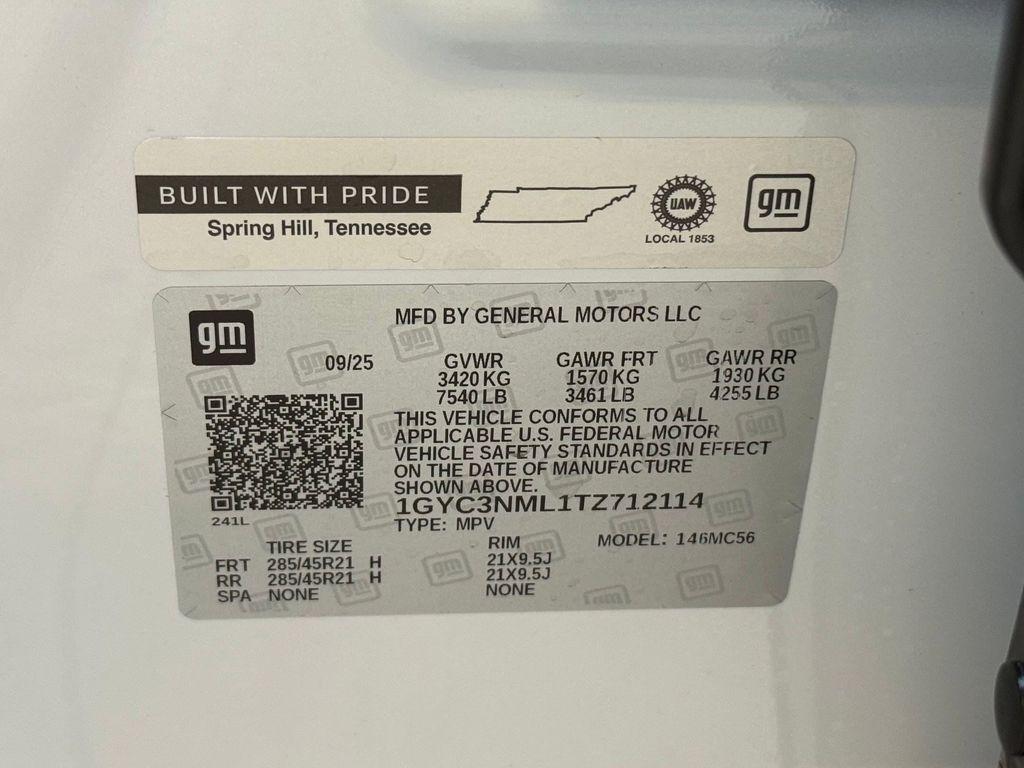 BUILT WITH PRIDE
Spring Hill, Tennessee
UAW
LOCAL 1853
gm
gm
MFD BY GENERAL MOTORS LLC
09/25 GVWR GAWR FRT GAWR RR
3420 KG 1570 KG 1930 KG
7540 LB 3461 LB 4255 LB
THIS VEHICLE CONFORMS TO ALL
APPLICABLE U.S. FEDERAL MOTOR
VEHICLE SAFETY STANDARDS IN EFFECT
ON THE DATE OF MANUFACTURE
SHOWN ABOVE.
1GYC3NML1TZ712114
241L
TYPE: MPV
MODEL: 146MC56
TIRE SIZE RIM
FRT 285/45R21 H 21X9.5J
RR 285/45R21 H 21X9.5J
SPA NONE NONE